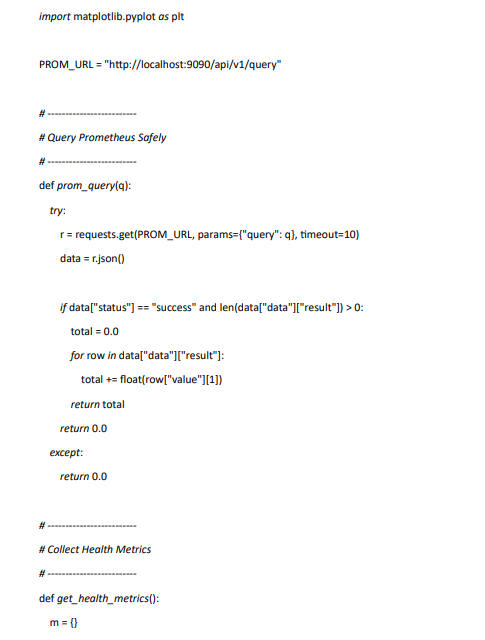 import matplotlib.pyplot as plt
PROM_URL = "http://localhost:9090/api/v1/query"
# -------------------------
# Query Prometheus Safely
# -------------------------
def prom_query(q):
try:
r = requests.get(PROM_URL, params={"query": q}, timeout=10)
data = r.json()
if data["status"] == "success" and len(data["data"]["result"]) > 0:
total = 0.0
for row in data["data"]["result"]:
total += float(row["value"][1])
return total
return 0.0
except:
return 0.0
# -------------------------
# Collect Health Metrics
# -------------------------
def get_health_metrics():
m = {}